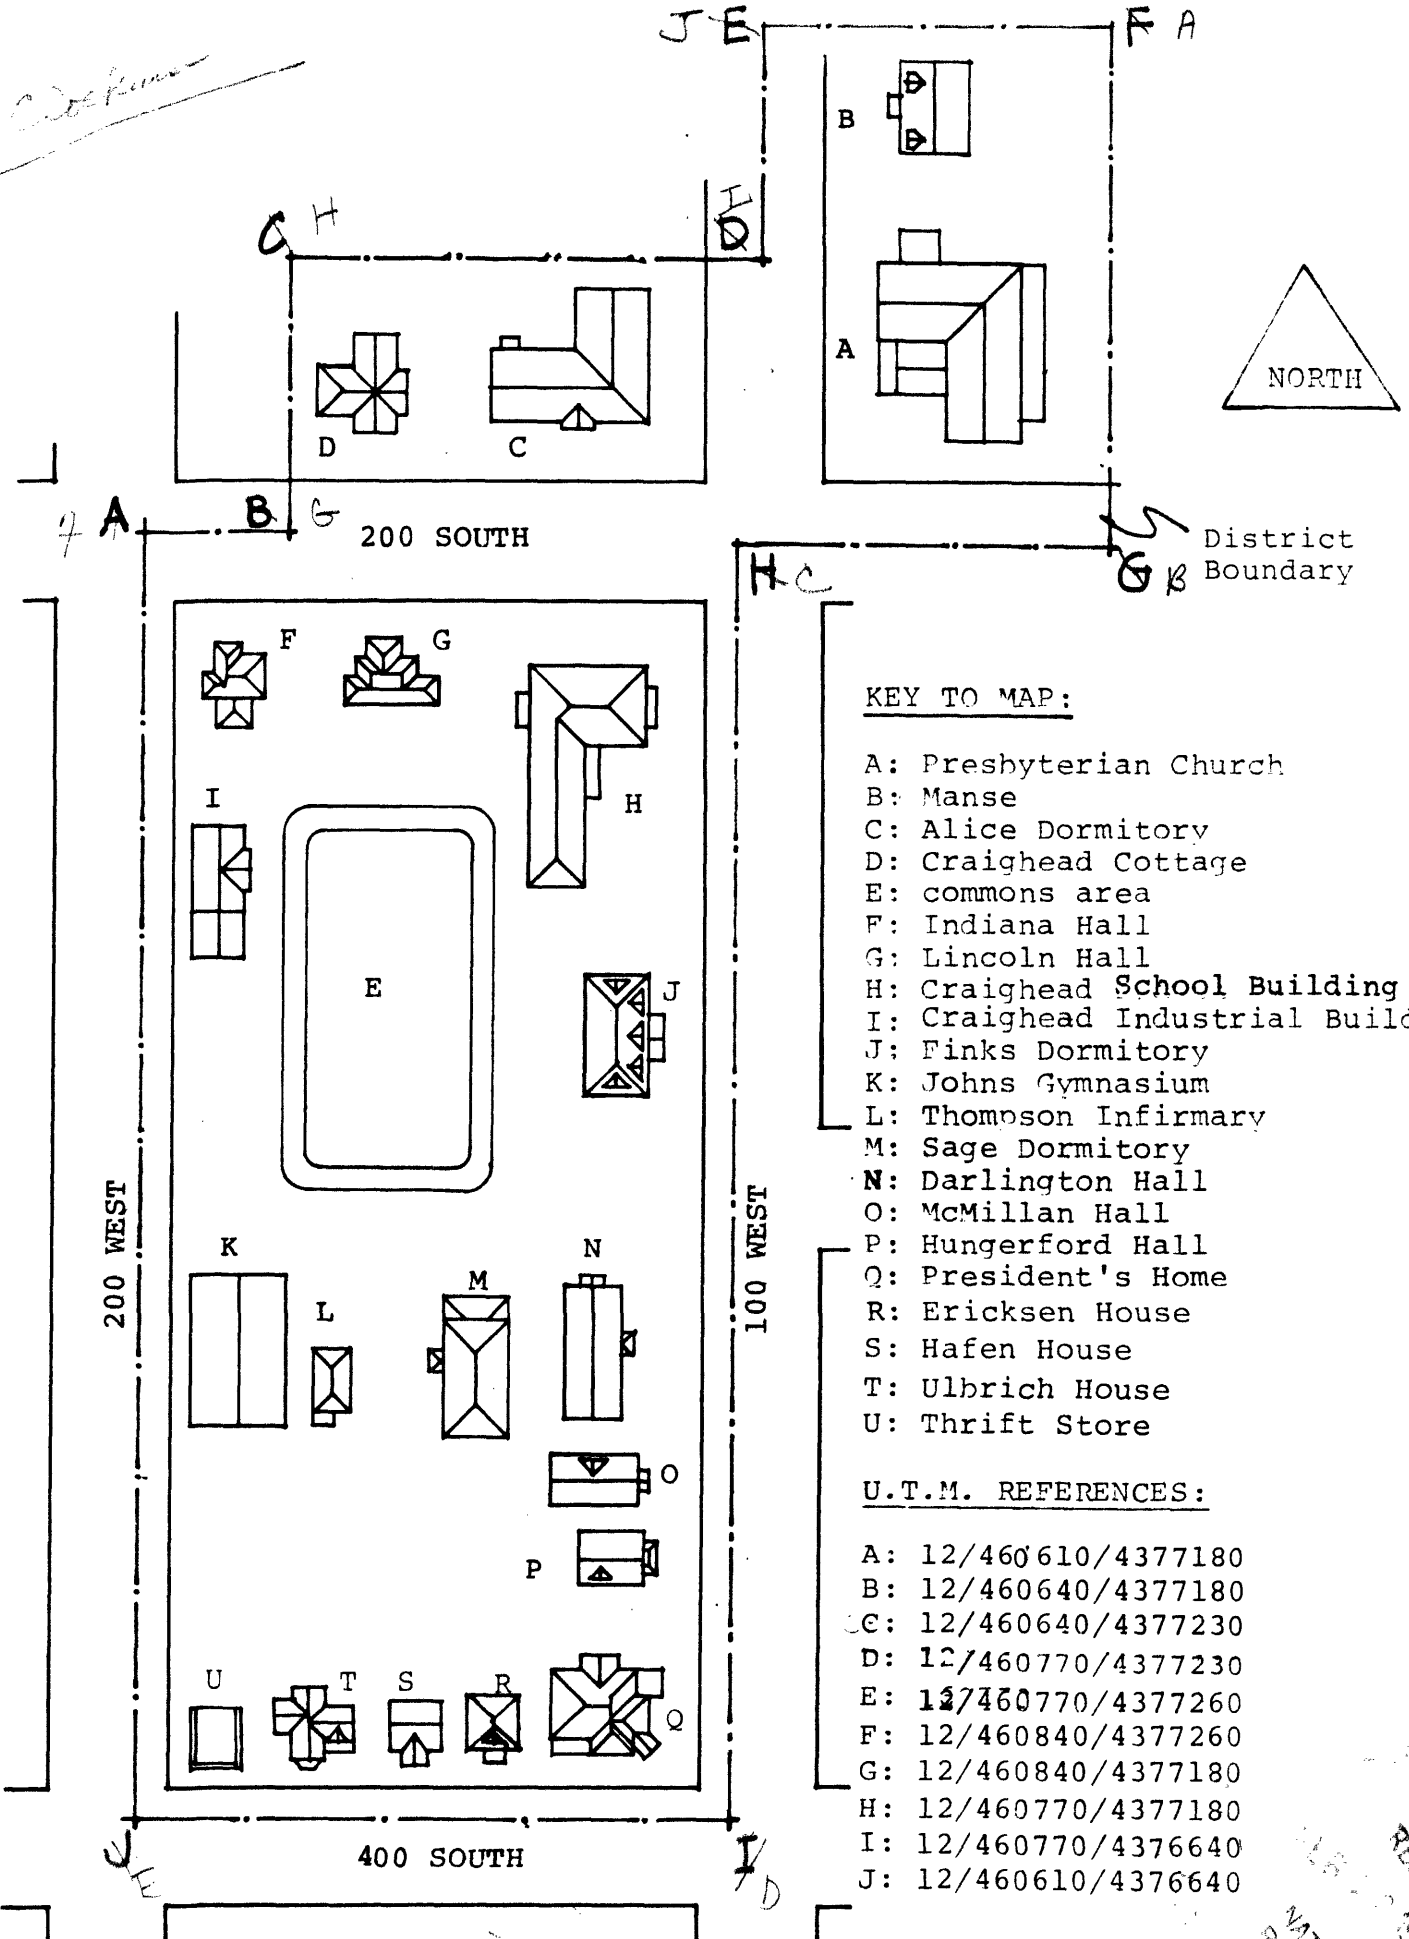 J E F A
B
H
C
I
D
A
NORTH
D C
A B G
200 SOUTH
H C
District
G B Boundary
F G
I
H
E
J
200 WEST
100 WEST
K
L
M
N
O
P
U T S R Q
J E
400 SOUTH
I D
KEY TO MAP:
A: Presbyterian Church
B: Manse
C: Alice Dormitory
D: Craighead Cottage
E: commons area
F: Indiana Hall
G: Lincoln Hall
H: Craighead School Building
I: Craighead Industrial Build
J: Finks Dormitory
K: Johns Gymnasium
L: Thompson Infirmary
M: Sage Dormitory
N: Darlington Hall
O: McMillan Hall
P: Hungerford Hall
Q: President's Home
R: Ericksen House
S: Hafen House
T: Ulbrich House
U: Thrift Store
U.T.M. REFERENCES:
A: 12/460610/4377180
B: 12/460640/4377180
C: 12/460640/4377230
D: 12/460770/4377230
E: 12/460770/4377260
F: 12/460840/4377260
G: 12/460840/4377180
H: 12/460770/4377180
I: 12/460770/4376640
J: 12/460610/4376640